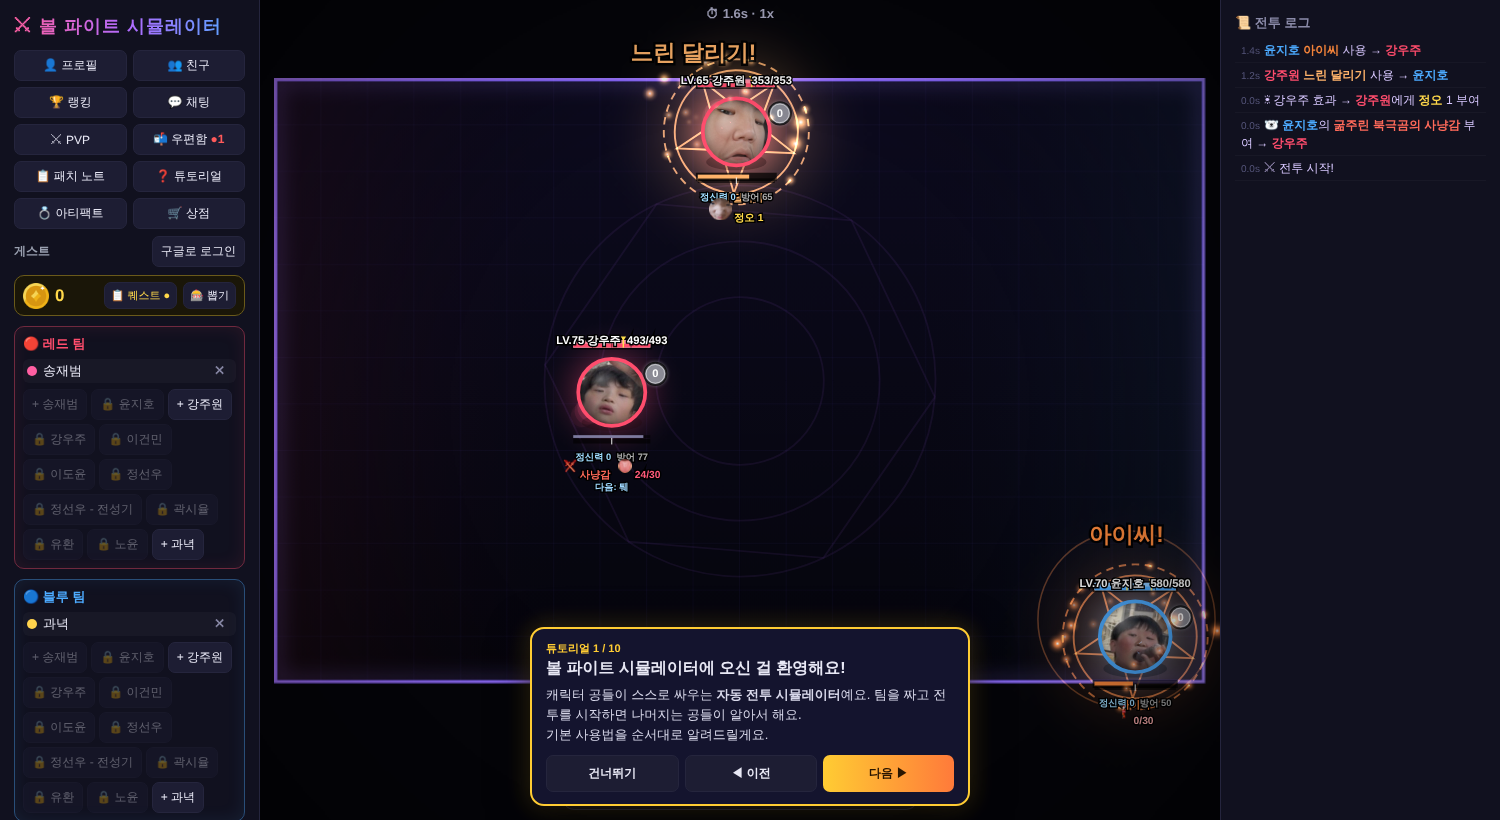 ⚔ 볼 파이트 시뮬레이터
👤 프로필
👥 친구
🏆 랭킹
💬 채팅
⚔ PVP
📬 우편함 ●1
📋 패치 노트
❓ 튜토리얼
💍 아티팩트
🛒 상점
게스트
구글로 로그인
0
📋 퀘스트 ●
🎰 뽑기
🔴 레드 팀
송재범 ✕
+ 송재범
🔒 윤지호
+ 강주원
🔒 강우주
🔒 이건민
🔒 이도윤
🔒 정선우
🔒 정선우 - 전성기
🔒 곽시율
🔒 유환
🔒 노윤
+ 과녁
🔵 블루 팀
과녁 ✕
+ 송재범
🔒 윤지호
+ 강주원
🔒 강우주
🔒 이건민
🔒 이도윤
🔒 정선우
🔒 정선우 - 전성기
🔒 곽시율
🔒 유환
🔒 노윤
+ 과녁
⏱ 1.6s · 1x
느린 달리기!
LV.65 강주원 353/353
0
정신력 0 방어 65
정오 1
LV.75 강우주 493/493
0
정신력 0 방어 77
사냥감
24/30
다음: 퉤
아이씨!
LV.70 윤지호 580/580
0
정신력 0 방어 50
0/30
튜토리얼 1 / 10
볼 파이트 시뮬레이터에 오신 걸 환영해요!
캐릭터 공들이 스스로 싸우는 자동 전투 시뮬레이터예요. 팀을 짜고 전
투를 시작하면 나머지는 공들이 알아서 해요.
기본 사용법을 순서대로 알려드릴게요.
건너뛰기
◀ 이전
다음 ▶
📜 전투 로그
1.4s 윤지호 아이씨 사용 → 강우주
1.2s 강주원 느린 달리기 사용 → 윤지호
0.0s 강우주 효과 → 강주원에게 정오 1 부여
0.0s 🐻‍❄️ 윤지호의 굶주린 북극곰의 사냥감 부
여 → 강우주
0.0s ⚔ 전투 시작!